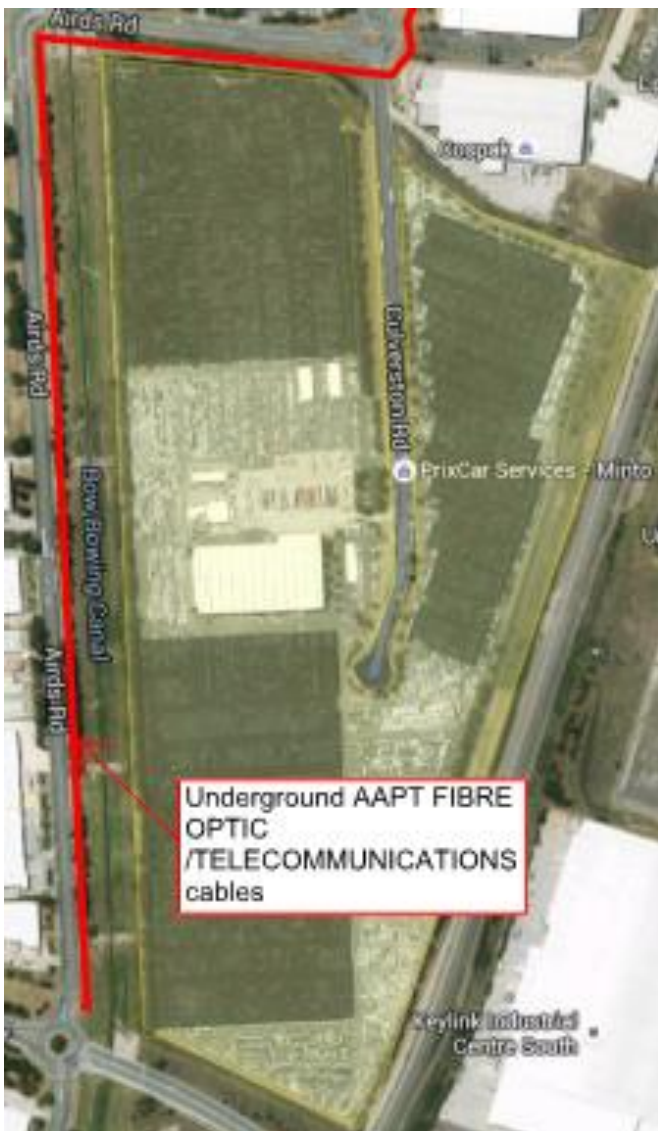 Airds Rd
Cospak
Airds Rd
Culverston Rd
PrixCar Services - Minto
Bow Bowing Canal
Airds Rd
Underground AAPT FIBRE
OPTIC
/TELECOMMUNICATIONS
cables
Keylink Industrial
Centre South